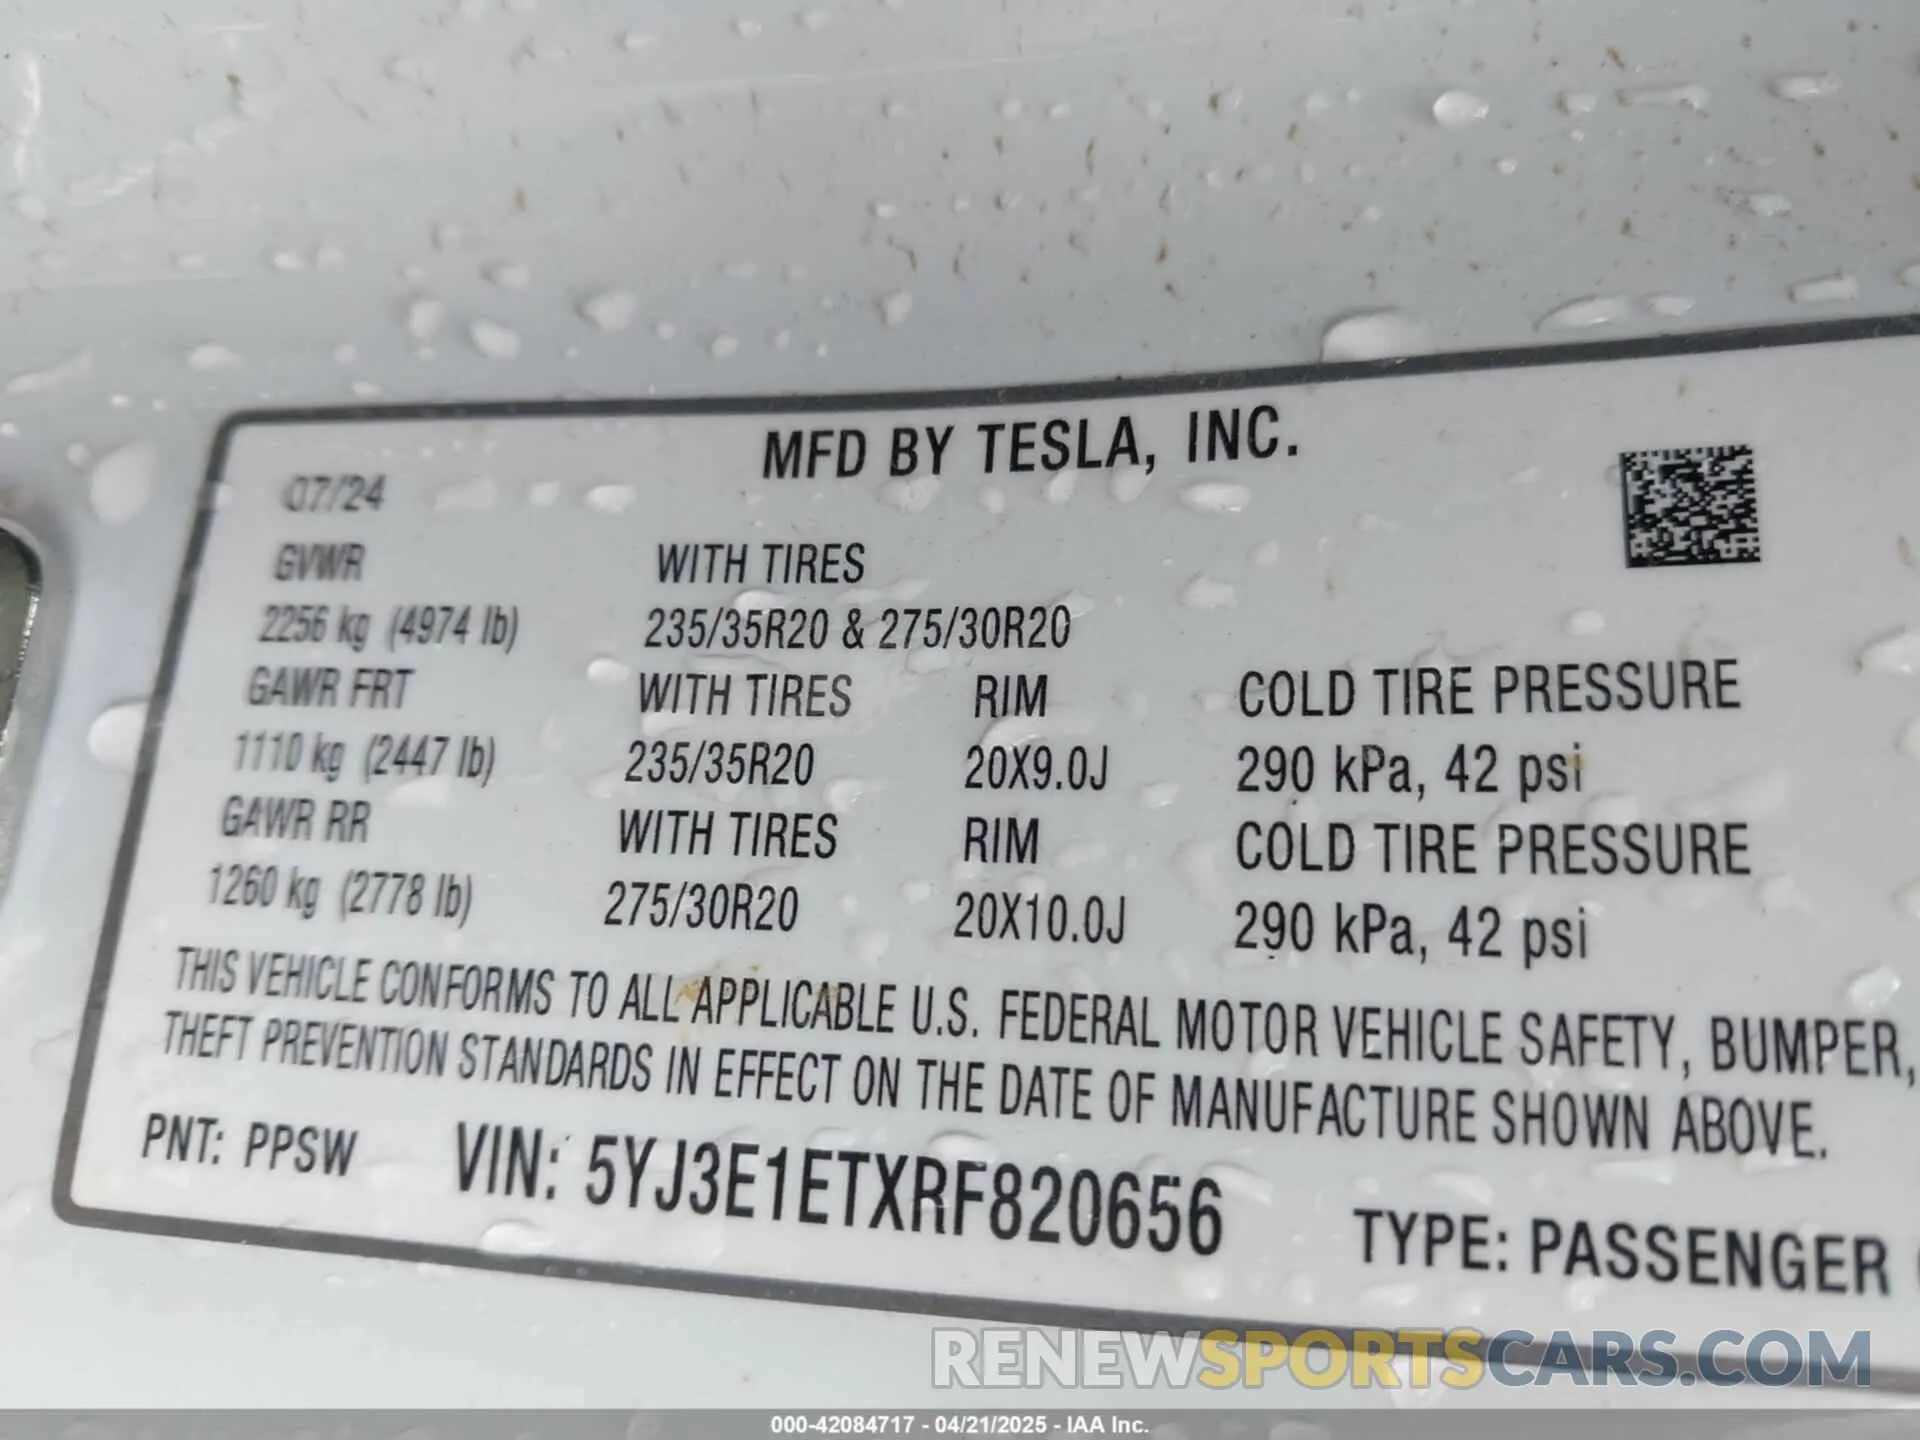 MFD BY TESLA, INC.
07/24
GVWR WITH TIRES
2256 kg (4974 lb) 235/35R20 & 275/30R20
GAWR FRT WITH TIRES RIM COLD TIRE PRESSURE
1110 kg (2447 lb) 235/35R20 20X9.0J 290 kPa, 42 psi
GAWR RR WITH TIRES RIM COLD TIRE PRESSURE
1260 kg (2778 lb) 275/30R20 20X10.0J 290 kPa, 42 psi
THIS VEHICLE CONFORMS TO ALL APPLICABLE U.S. FEDERAL MOTOR VEHICLE SAFETY, BUMPER,
THEFT PREVENTION STANDARDS IN EFFECT ON THE DATE OF MANUFACTURE SHOWN ABOVE.
PNT: PPSW VIN: 5YJ3E1ETXRF820656 TYPE: PASSENGER
RENEWSPORTSCARS.COM
000-42084717 - 04/21/2025 - IAA Inc.